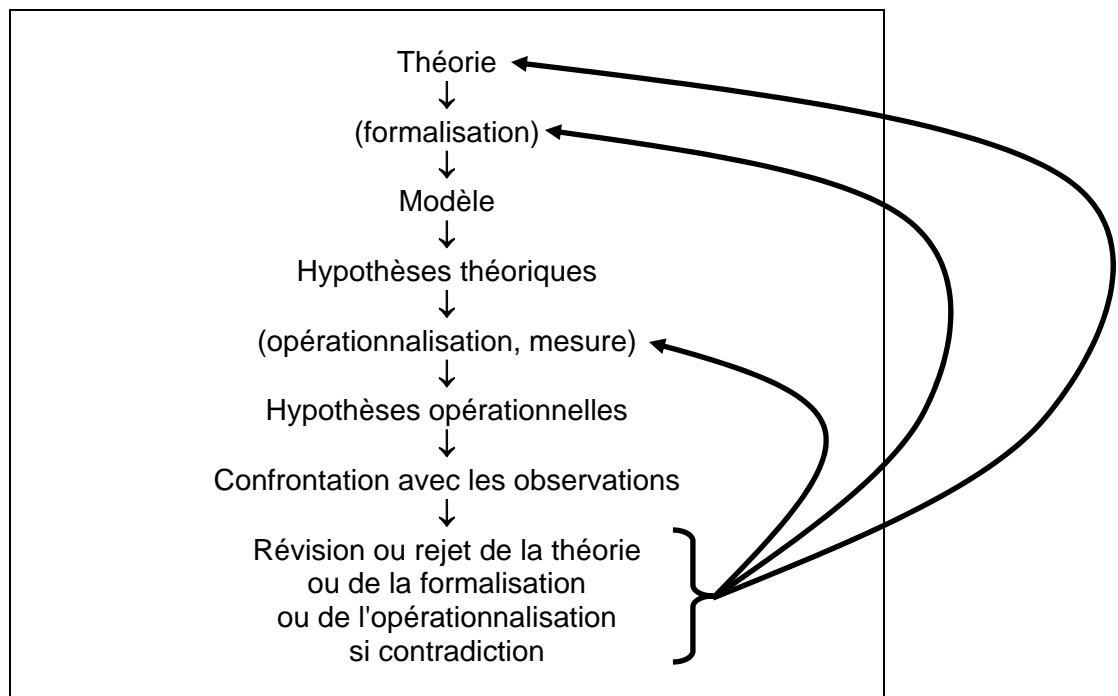 Théorie
↓
(formalisation)
↓
Modèle
↓
Hypothèses théoriques
↓
(opérationnalisation, mesure)
↓
Hypothèses opérationnelles
↓
Confrontation avec les observations
↓
Révision ou rejet de la théorie
ou de la formalisation
ou de l'opérationnalisation
si contradiction